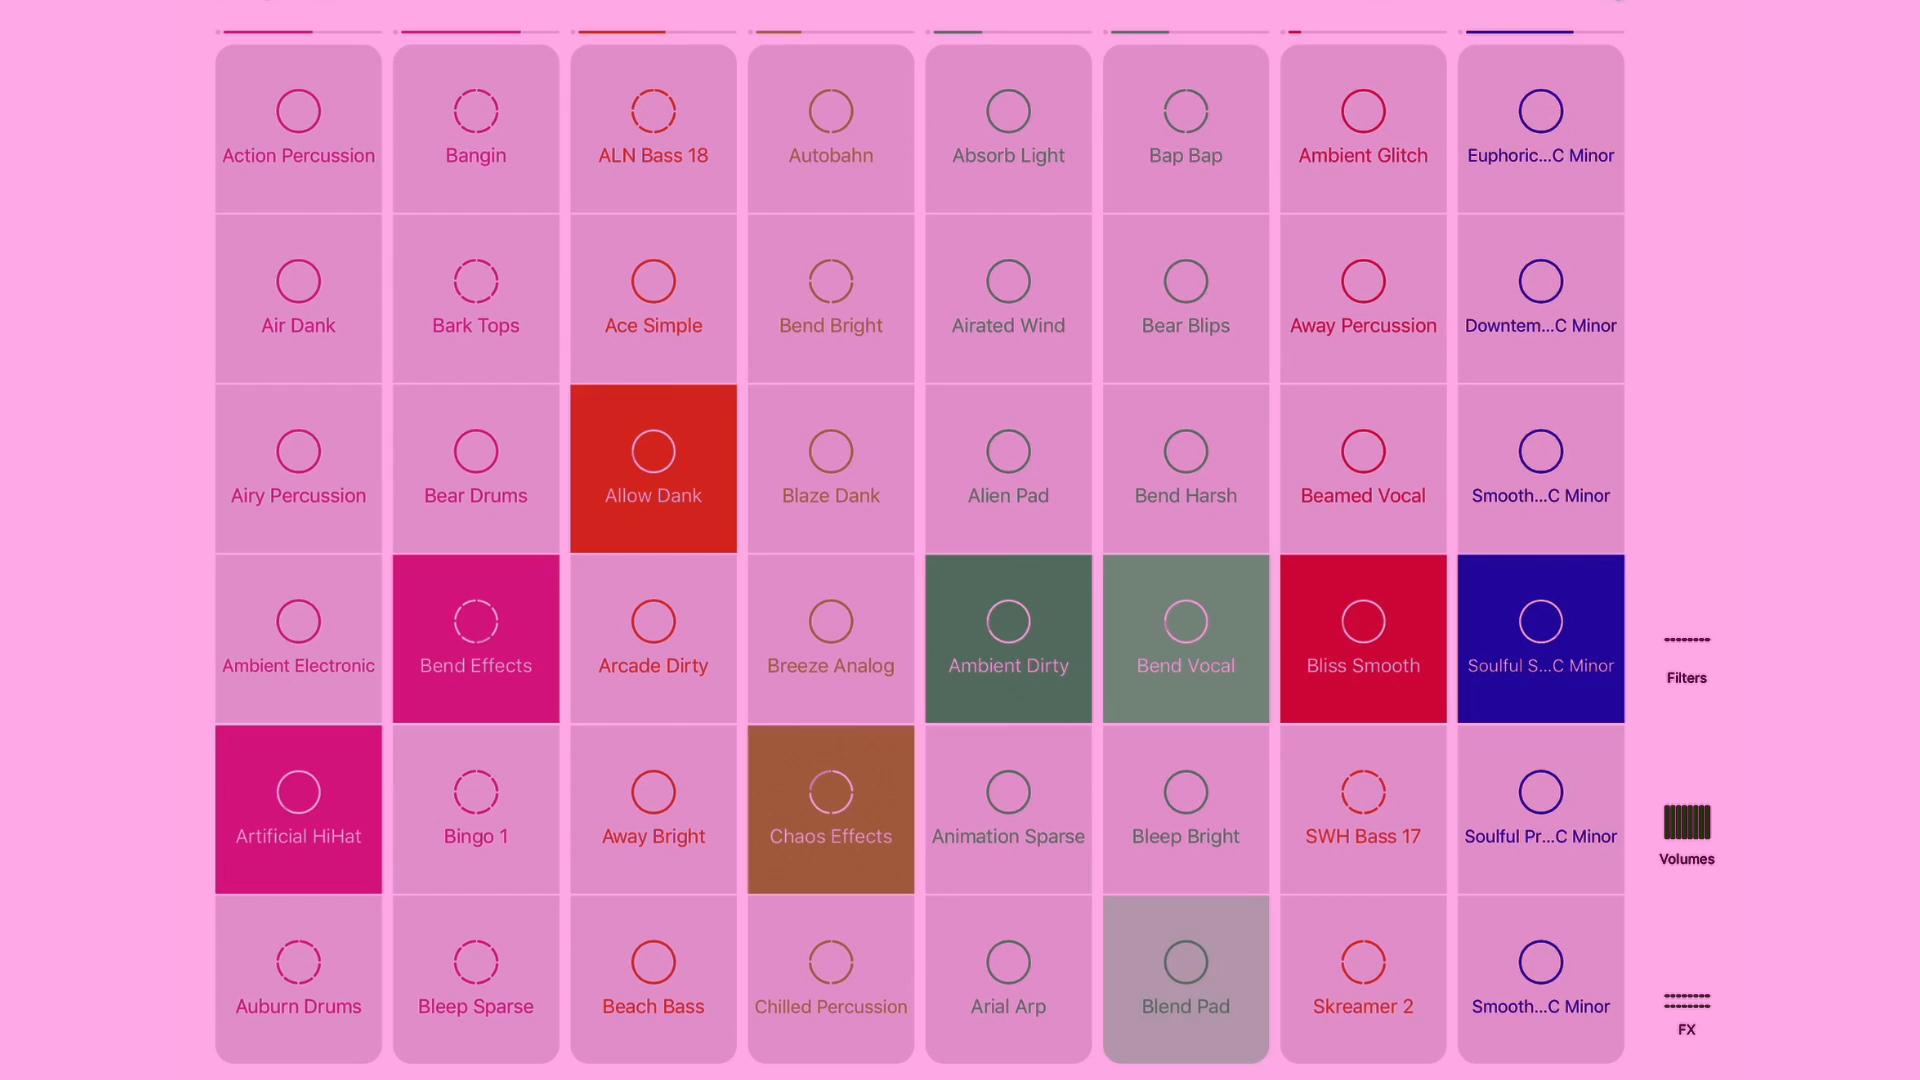 Action Percussion
Bangin
ALN Bass 18
Autobahn
Absorb Light
Bap Bap
Ambient Glitch
Euphoric...C Minor
Air Dank
Bark Tops
Ace Simple
Bend Bright
Airated Wind
Bear Blips
Away Percussion
Downtem...C Minor
Airy Percussion
Bear Drums
Allow Dank
Blaze Dank
Alien Pad
Bend Harsh
Beamed Vocal
Smooth...C Minor
Ambient Electronic
Bend Effects
Arcade Dirty
Breeze Analog
Ambient Dirty
Bend Vocal
Bliss Smooth
Soulful S...C Minor
Filters
Artificial HiHat
Bingo 1
Away Bright
Chaos Effects
Animation Sparse
Bleep Bright
SWH Bass 17
Soulful Pr...C Minor
Volumes
Auburn Drums
Bleep Sparse
Beach Bass
Chilled Percussion
Arial Arp
Blend Pad
Skreamer 2
Smooth...C Minor
FX